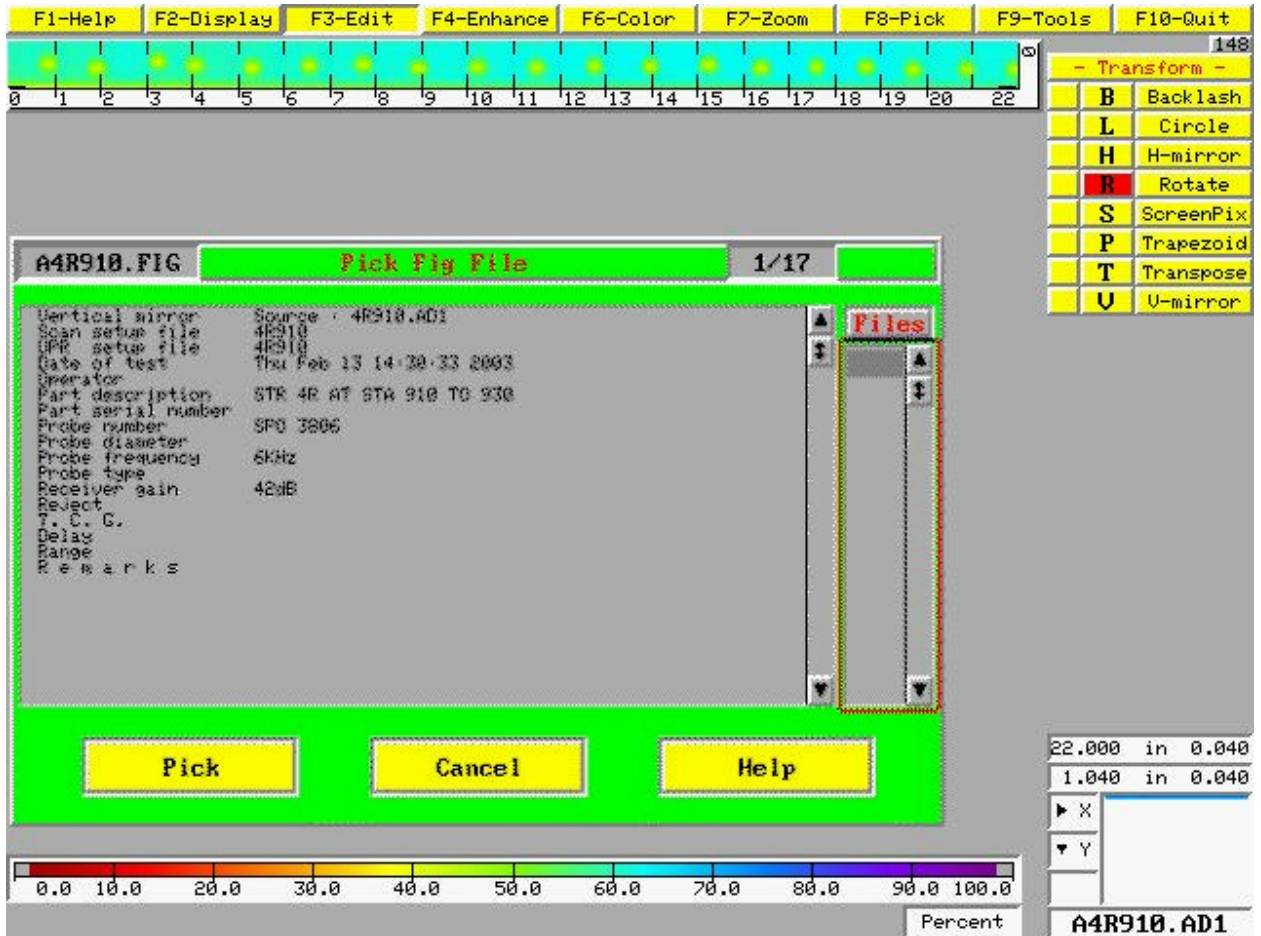 F1-Help F2-Display F3-Edit F4-Enhance F6-Color F7-Zoom F8-Pick F9-Tools F10-Quit
148
0 1 2 3 4 5 6 7 8 9 10 11 12 13 14 15 16 17 18 19 20 22
- Transform -
B Backlash
L Circle
H H-mirror
R Rotate
S ScreenPix
P Trapezoid
T Transpose
V V-mirror
A4R910.FIG Pick Fig File 1/17
Files
Vertical mirror Source : 4R910.AD1
Scan setup file 4R910
UPR setup file 4R910
Date of test Thu Feb 13 14:30:33 2003
Operator
Part description STR 4R AT STA 910 TO 930
Part serial number
Probe number SPO 3806
Probe diameter
Probe frequency 6KHz
Probe type
Receiver gain 42dB
Reject
T. C. G.
Delay
Range
R e m a r k s
Pick Cancel Help
22.000 in 0.040
1.040 in 0.040
X
Y
0.0 10.0 20.0 30.0 40.0 50.0 60.0 70.0 80.0 90.0 100.0
Percent
A4R910.AD1